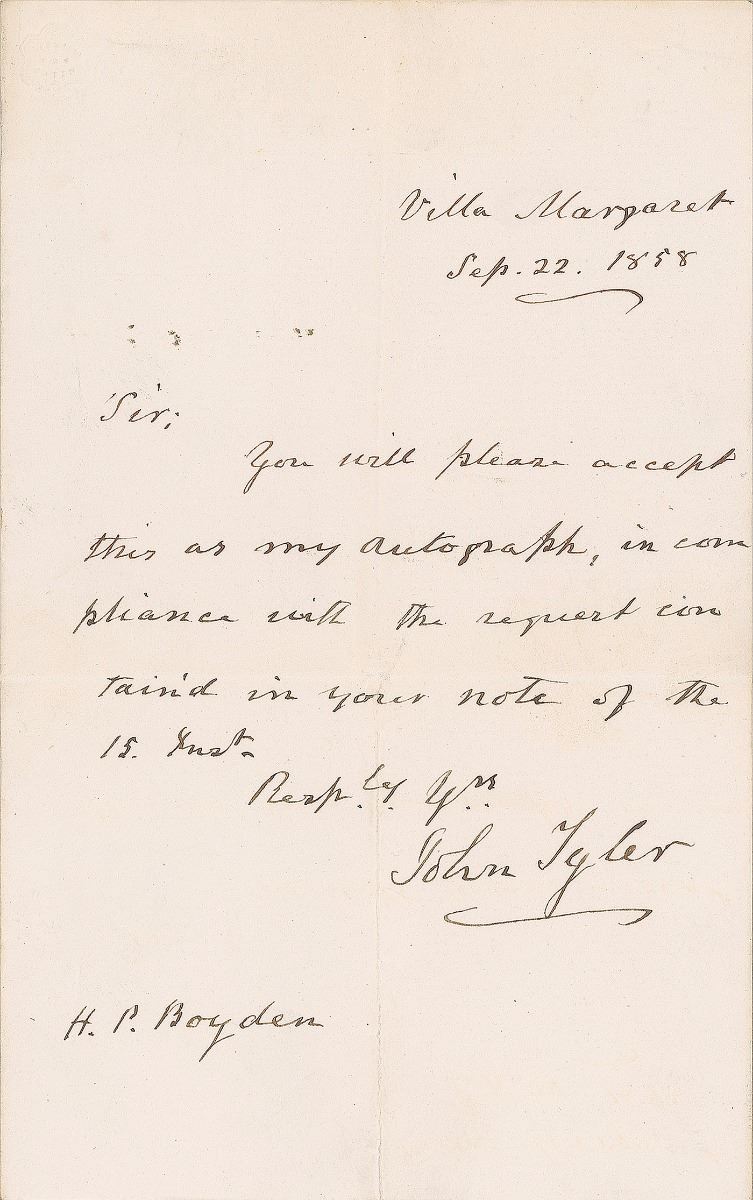 Villa Margaret
Sep. 22. 1858
Sir;
You will please accept
this as my autograph, in com
pliance with the request con
tain'd in your note of the
15. Inst.
Resp.ly Yrs
John Tyler
H. P. Boyden